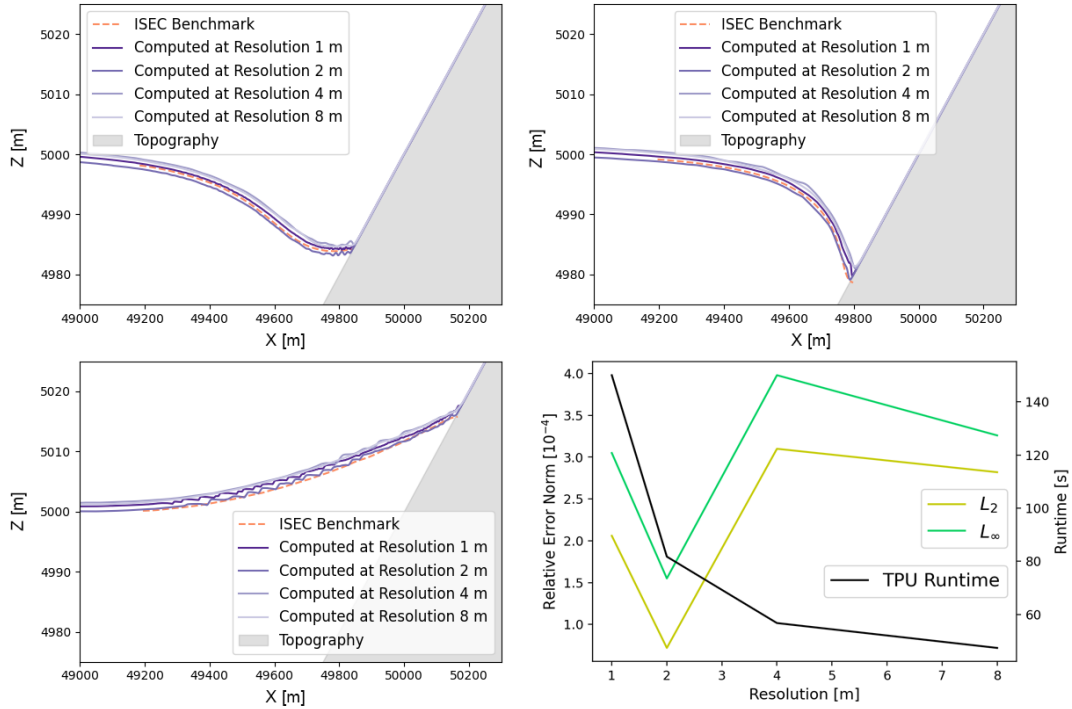 5020
5010
5000
4990
4980
Z [m]
ISEC Benchmark
Computed at Resolution 1 m
Computed at Resolution 2 m
Computed at Resolution 4 m
Computed at Resolution 8 m
Topography
49000 49200 49400 49600 49800 50000 50200
X [m]
5020
5010
5000
4990
4980
Z [m]
ISEC Benchmark
Computed at Resolution 1 m
Computed at Resolution 2 m
Computed at Resolution 4 m
Computed at Resolution 8 m
Topography
49000 49200 49400 49600 49800 50000 50200
X [m]
5020
5010
5000
4990
4980
Z [m]
ISEC Benchmark
Computed at Resolution 1 m
Computed at Resolution 2 m
Computed at Resolution 4 m
Computed at Resolution 8 m
Topography
49000 49200 49400 49600 49800 50000 50200
X [m]
4.0
3.5
3.0
2.5
2.0
1.5
1.0
Relative Error Norm [10⁻⁴]
L₂
L∞
TPU Runtime
140
120
100
80
60
Runtime [s]
1 2 3 4 5 6 7 8
Resolution [m]